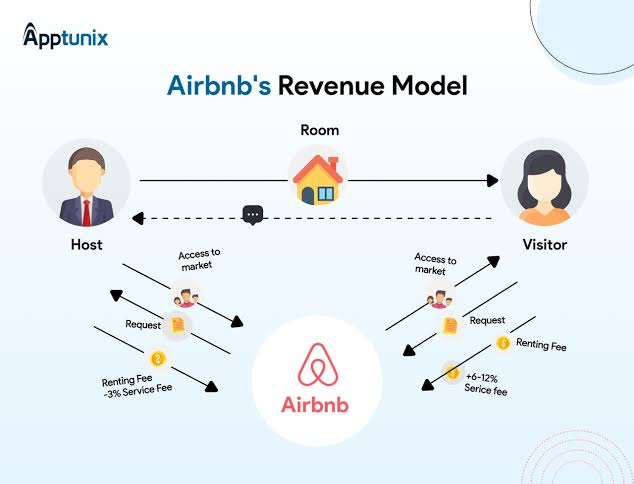 Apptunix
Airbnb's Revenue Model
Room
Host
Visitor
Access to
market
Request
Renting Fee
-3% Service Fee
Airbnb
Access to
market
Request
Renting Fee
+6-12%
Serice fee